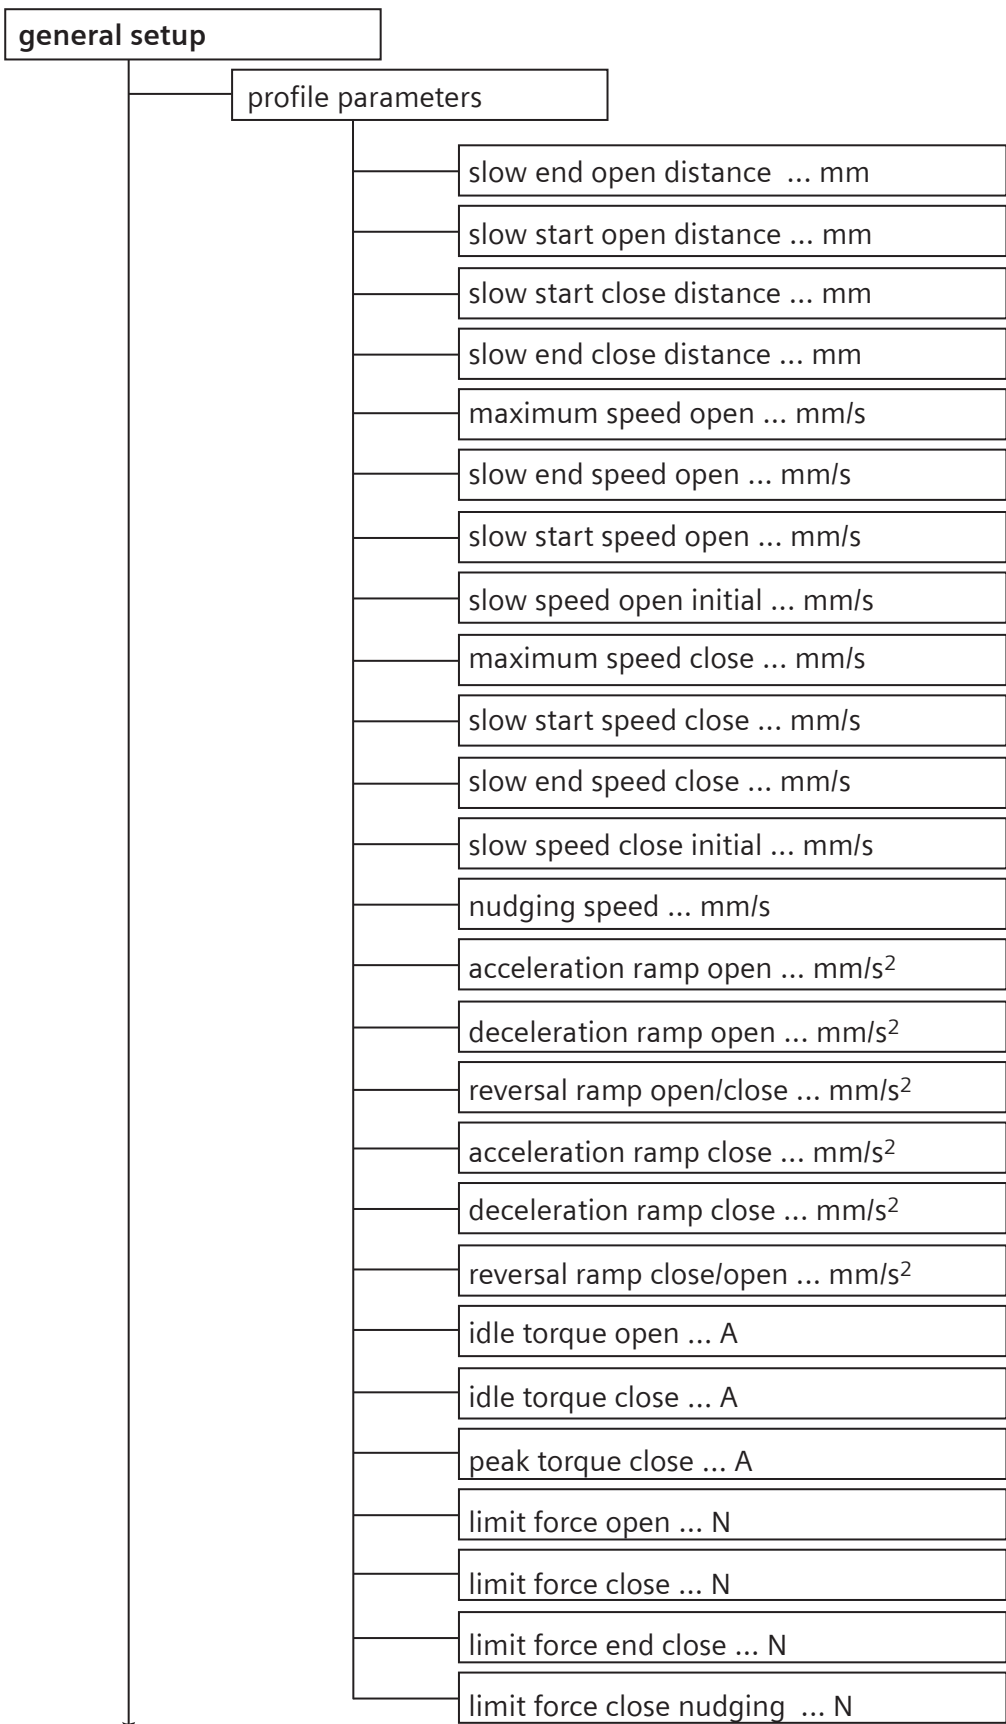 general setup
profile parameters
slow end open distance ... mm
slow start open distance ... mm
slow start close distance ... mm
slow end close distance ... mm
maximum speed open ... mm/s
slow end speed open ... mm/s
slow start speed open ... mm/s
slow speed open initial ... mm/s
maximum speed close ... mm/s
slow start speed close ... mm/s
slow end speed close ... mm/s
slow speed close initial ... mm/s
nudging speed ... mm/s
acceleration ramp open ... mm/s²
deceleration ramp open ... mm/s²
reversal ramp open/close ... mm/s²
acceleration ramp close ... mm/s²
deceleration ramp close ... mm/s²
reversal ramp close/open ... mm/s²
idle torque open ... A
idle torque close ... A
peak torque close ... A
limit force open ... N
limit force close ... N
limit force end close ... N
limit force close nudging ... N